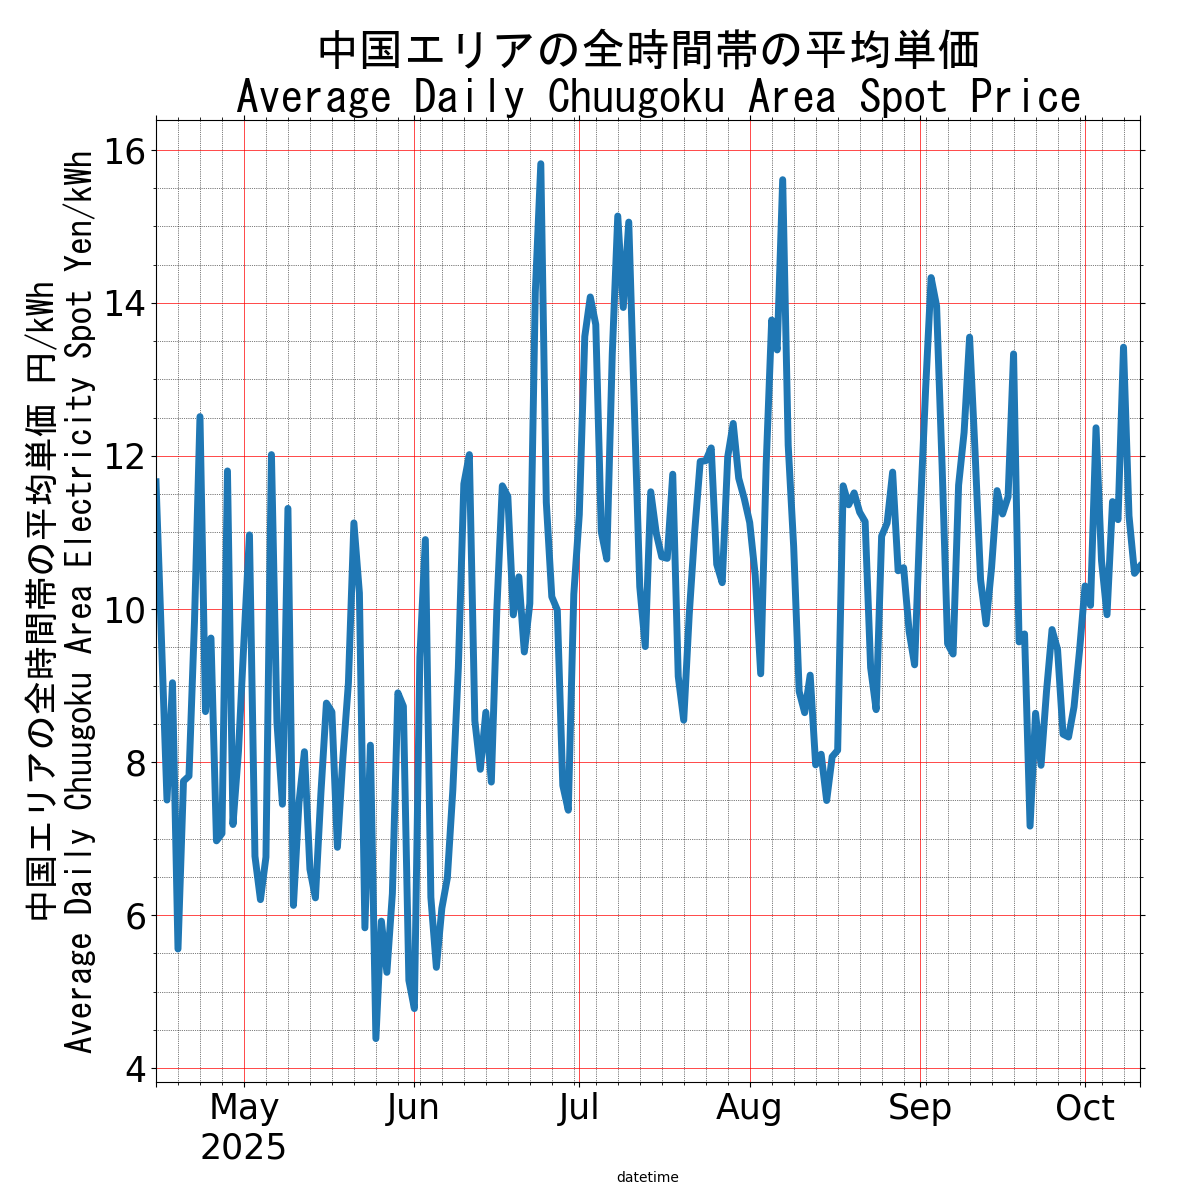 中国エリアの全時間帯の平均単価
Average Daily Chuugoku Area Spot Price
中国エリアの全時間帯の平均単価 円/kWh
Average Daily Chuugoku Area Electricity Spot Yen/kWh
16
14
12
10
8
6
4
May
2025
Jun
Jul
Aug
Sep
Oct
datetime